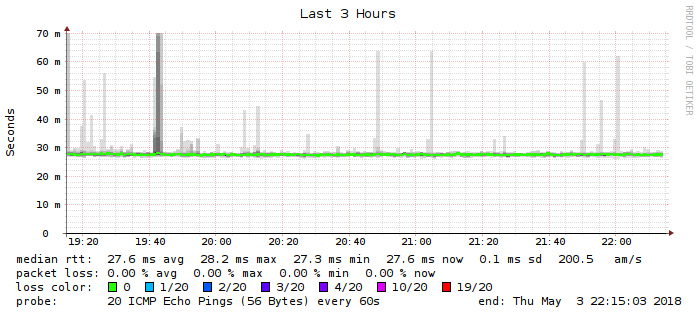 Last 3 Hours
RRDTOOL / TOBI OETIKER
Seconds
70 m
60 m
50 m
40 m
30 m
20 m
10 m
0
19:20 19:40 20:00 20:20 20:40 21:00 21:20 21:40 22:00
median rtt: 27.6 ms avg 28.2 ms max 27.3 ms min 27.6 ms now 0.1 ms sd 200.5 am/s
packet loss: 0.00 % avg 0.00 % max 0.00 % min 0.00 % now
loss color: 0 1/20 2/20 3/20 4/20 10/20 19/20
probe: 20 ICMP Echo Pings (56 Bytes) every 60s end: Thu May 3 22:15:03 2018